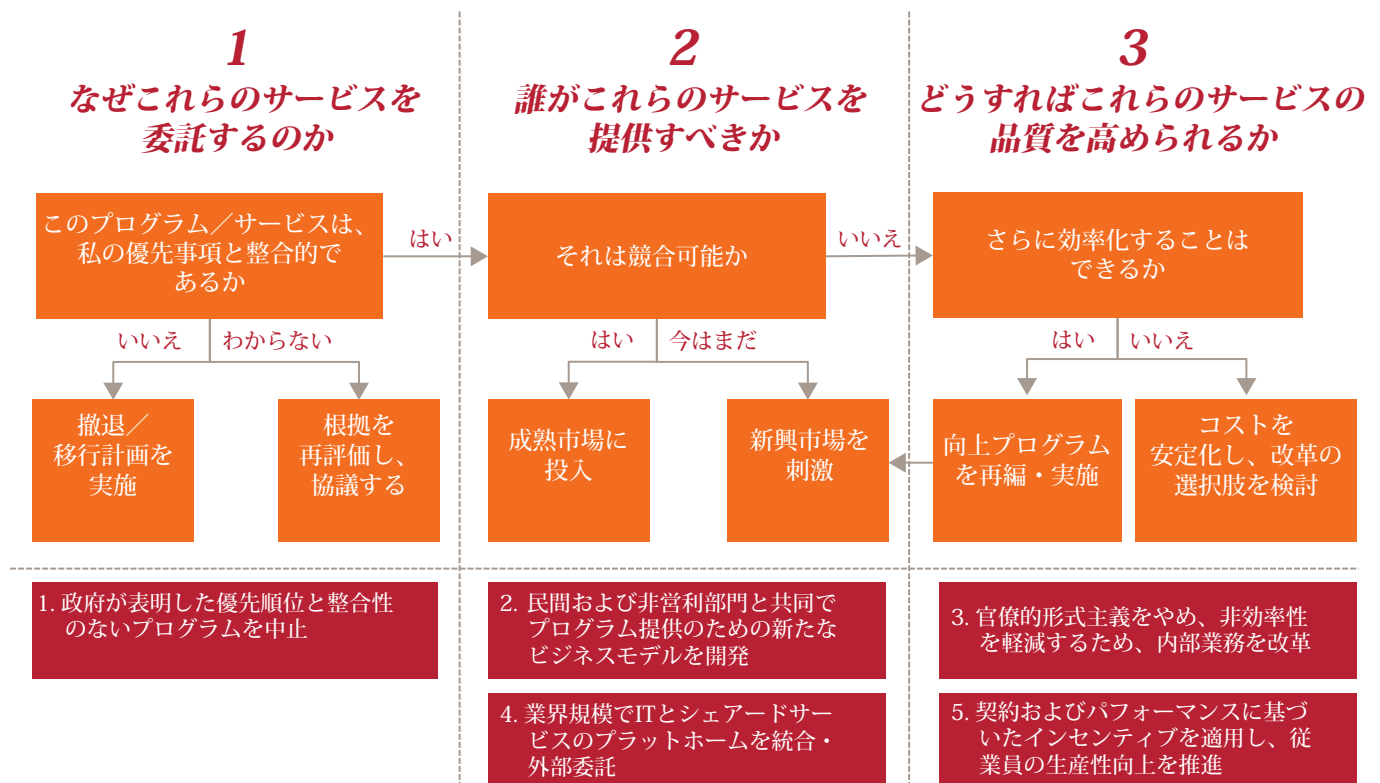 1
なぜこれらのサービスを
委託するのか
2
誰がこれらのサービスを
提供すべきか
3
どうすればこれらのサービスの
品質を高められるか
このプログラム／サービスは、
私の優先事項と整合的で
あるか
はい
それは競合可能か
いいえ
さらに効率化することは
できるか
いいえ
わからない
はい
今はまだ
はい
いいえ
撤退／
移行計画を
実施
根拠を
再評価し、
協議する
成熟市場に
投入
新興市場を
刺激
向上プログラム
を再編・実施
コストを
安定化し、改革の
選択肢を検討
1. 政府が表明した優先順位と整合性
のないプログラムを中止
2. 民間および非営利部門と共同で
プログラム提供のための新たな
ビジネスモデルを開発
3. 官僚的形式主義をやめ、非効率性
を軽減するため、内部業務を改革
4. 業界規模でITとシェアードサー
ビスのプラットホームを統合・
外部委託
5. 契約およびパフォーマンスに基づ
いたインセンティブを適用し、従
業員の生産性向上を推進